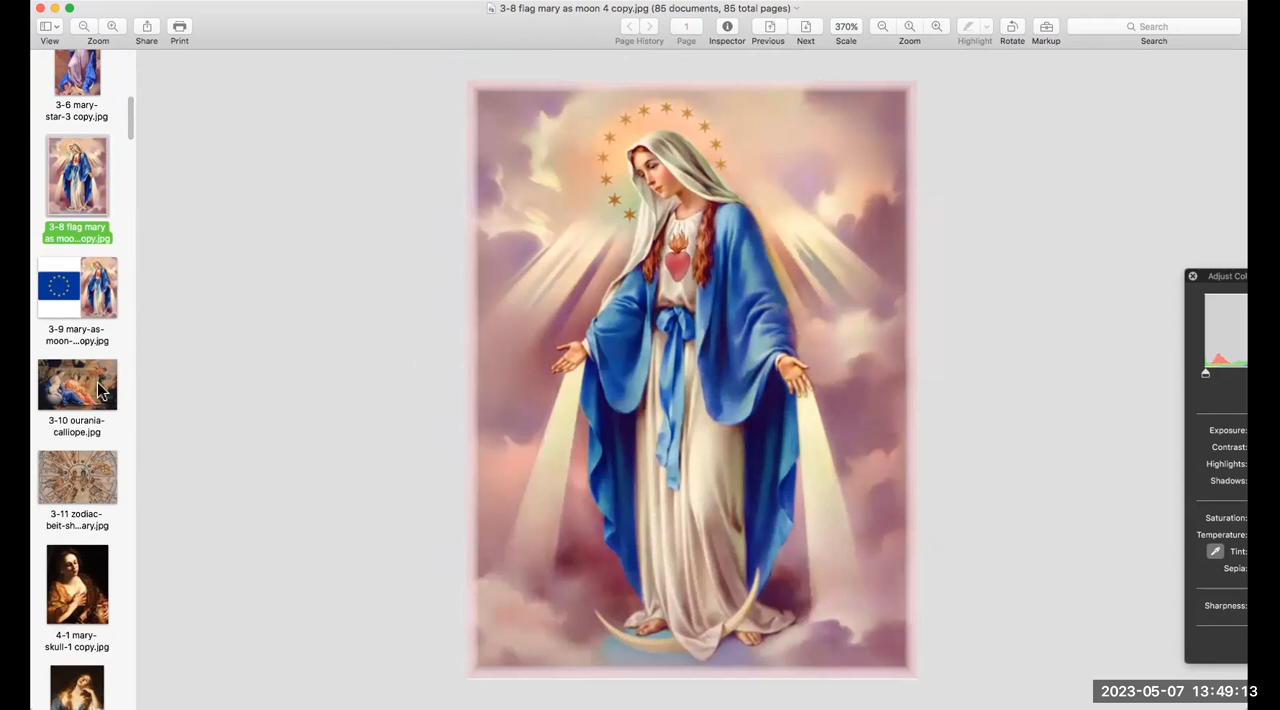 3-8 flag mary as moon 4 copy.jpg (85 documents, 85 total pages)
1
370%
Search
View
Zoom
Share
Print
Page History
Page
Inspector
Previous
Next
Scale
Zoom
Highlight
Rotate
Markup
Search
3-6 mary-
star-3 copy.jpg
3-8 flag mary
as moo...opy.jpg
3-9 mary-as-
moon-...opy.jpg
3-10 ourania-
calliope.jpg
3-11 zodiac-
beit-sh...ary.jpg
4-1 mary-
skull-1 copy.jpg
Adjust Col
Exposure:
Contrast:
Highlights:
Shadows:
Saturation:
Temperature:
Tint:
Sepia:
Sharpness:
2023-05-07 13:49:13